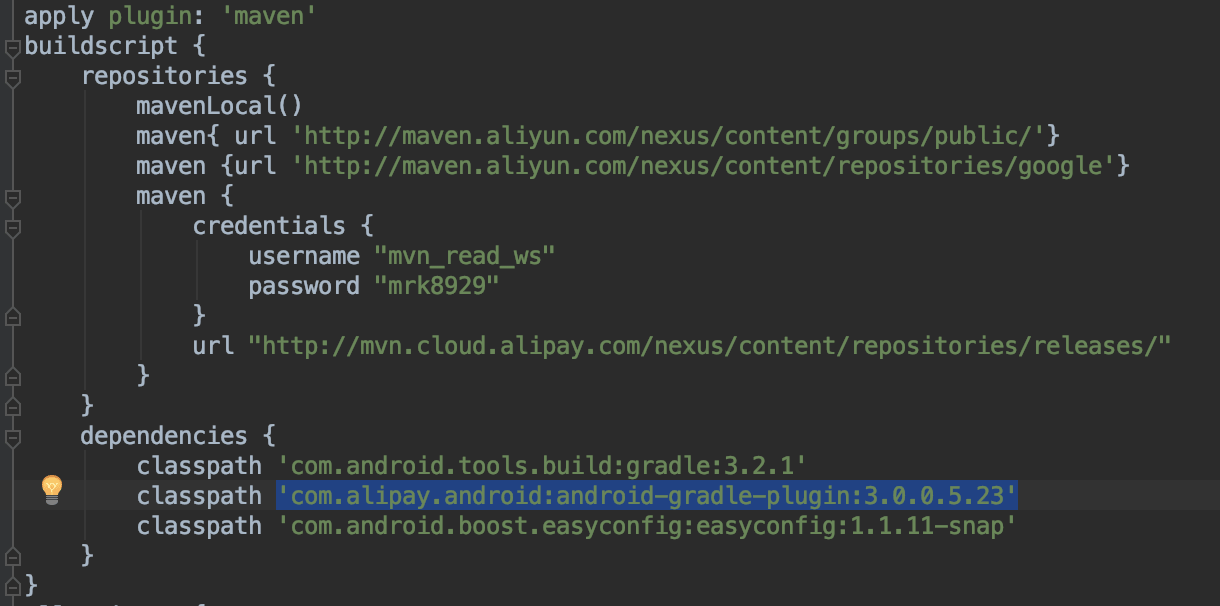 apply plugin: 'maven'
buildscript {
    repositories {
        mavenLocal()
        maven{ url 'http://maven.aliyun.com/nexus/content/groups/public/'}
        maven {url 'http://maven.aliyun.com/nexus/content/repositories/google'}
        maven {
            credentials {
                username "mvn_read_ws"
                password "mrk8929"
            }
            url "http://mvn.cloud.alipay.com/nexus/content/repositories/releases/"
        }
    }
    dependencies {
        classpath 'com.android.tools.build:gradle:3.2.1'
        classpath 'com.alipay.android:android-gradle-plugin:3.0.0.5.23'
        classpath 'com.android.boost.easyconfig:easyconfig:1.1.11-snap'
    }
}